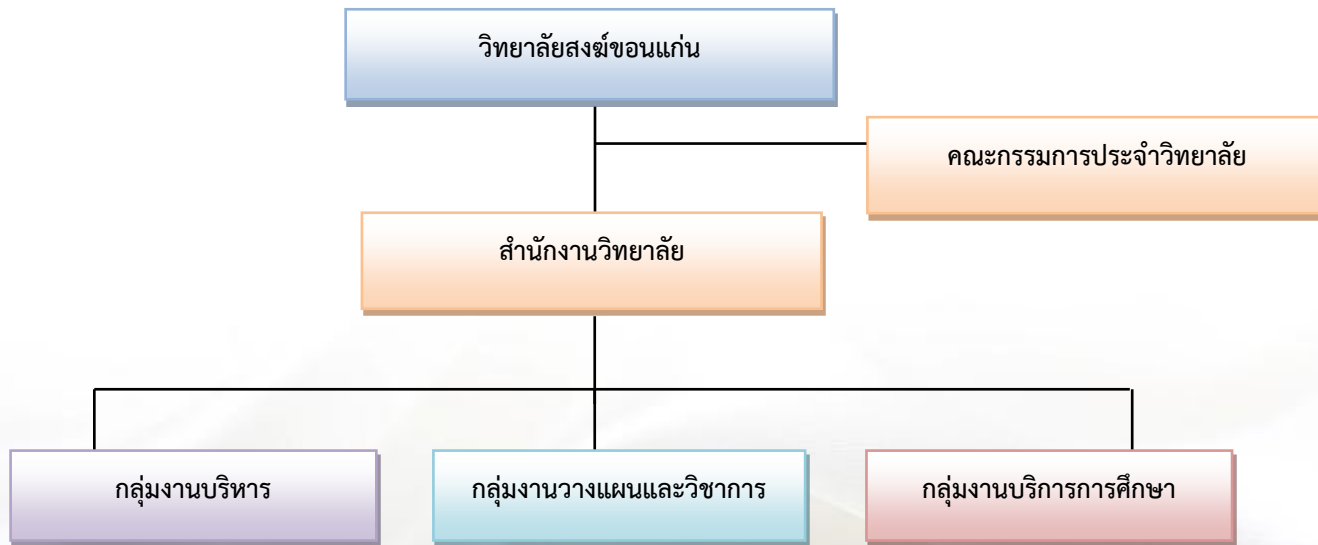 วิทยาลัยสงฆ์ขอนแก่น
คณะกรรมการประจำวิทยาลัย
สำนักงานวิทยาลัย
กลุ่มงานบริหาร
กลุ่มงานวางแผนและวิชาการ
กลุ่มงานบริการการศึกษา